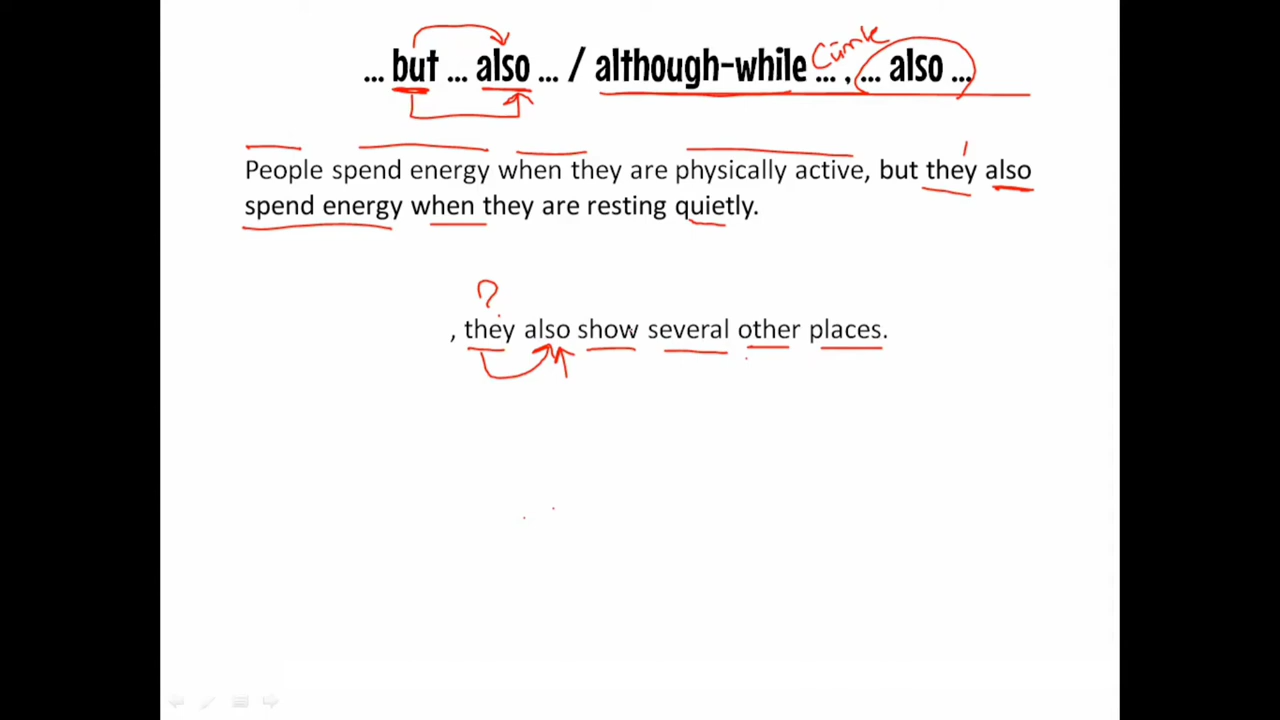 ... but ... also ... / although-while ... , ... also ...
Cümle
People spend energy when they are physically active, but they also
spend energy when they are resting quietly.
?
, they also show several other places.